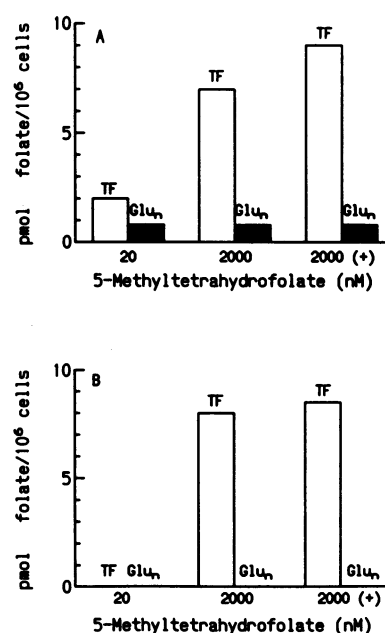 A
10
5
0
pmol folate/10⁶ cells
TF
Gluₙ
TF
Gluₙ
TF
Gluₙ
20
2000
2000 (+)
5-Methyltetrahydrofolate (nM)
B
10
5
0
pmol folate/10⁶ cells
TF Gluₙ
TF
Gluₙ
TF
Gluₙ
20
2000
2000 (+)
5-Methyltetrahydrofolate (nM)